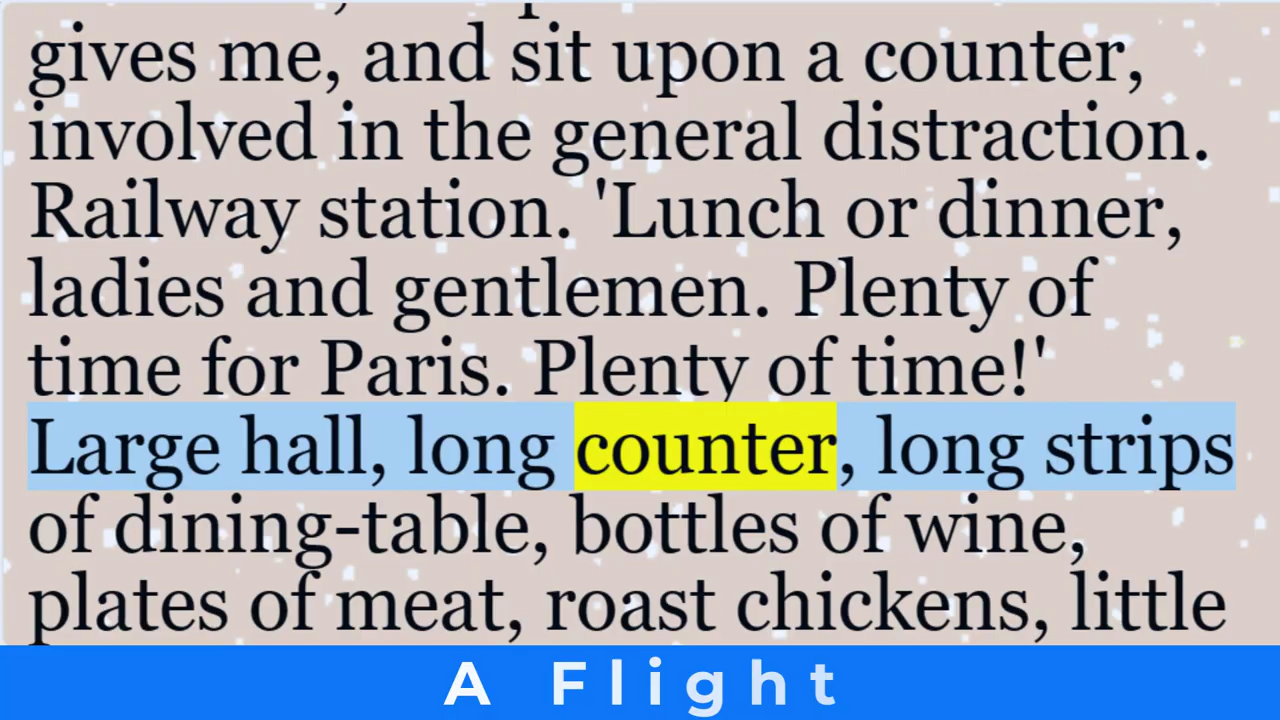 gives me, and sit upon a counter,
involved in the general distraction.
Railway station. 'Lunch or dinner,
ladies and gentlemen. Plenty of
time for Paris. Plenty of time!'
Large hall, long counter, long strips
of dining-table, bottles of wine,
plates of meat, roast chickens, little
A Flight